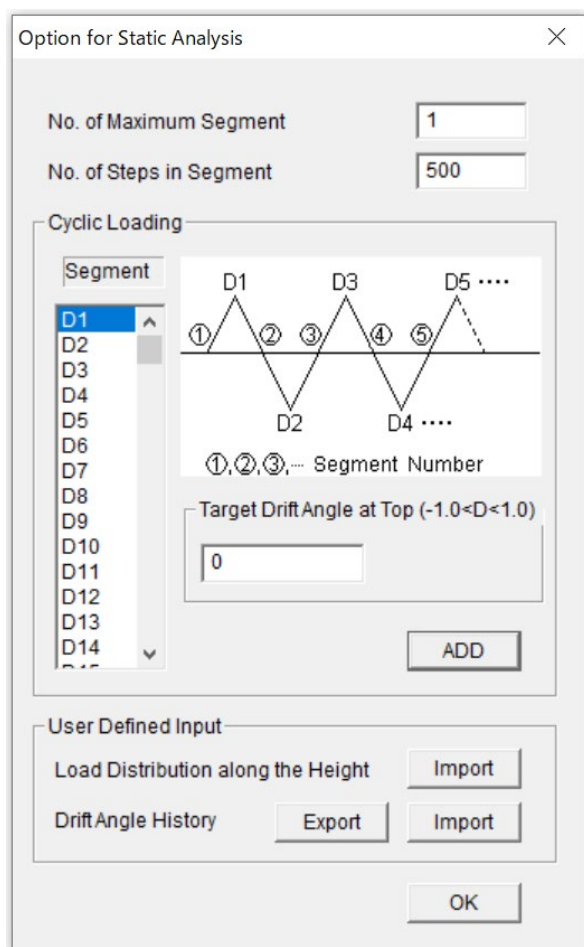 Option for Static Analysis
No. of Maximum Segment 1
No. of Steps in Segment 500
Cyclic Loading
Segment
D1
D2
D3
D4
D5
D6
D7
D8
D9
D10
D11
D12
D13
D14
D1 D3 D5 ····
① ② ③ ④ ⑤
D2 D4 ····
①,②,③,··· Segment Number
Target Drift Angle at Top (-1.0<D<1.0)
0
ADD
User Defined Input
Load Distribution along the Height Import
Drift Angle History Export Import
OK